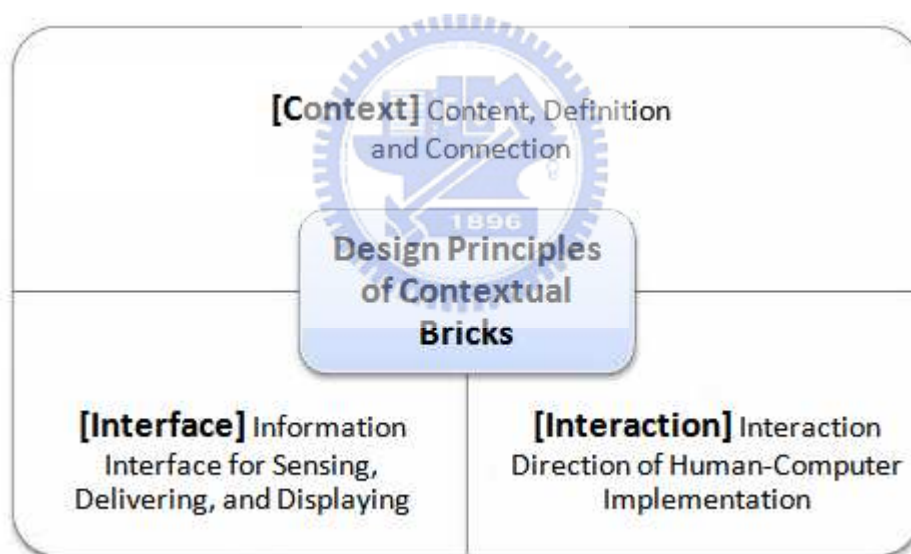 [Context] Content, Definition
and Connection
1896
Design Principles
of Contextual
Bricks
[Interface] Information
Interface for Sensing,
Delivering, and Displaying
[Interaction] Interaction
Direction of Human-Computer
Implementation